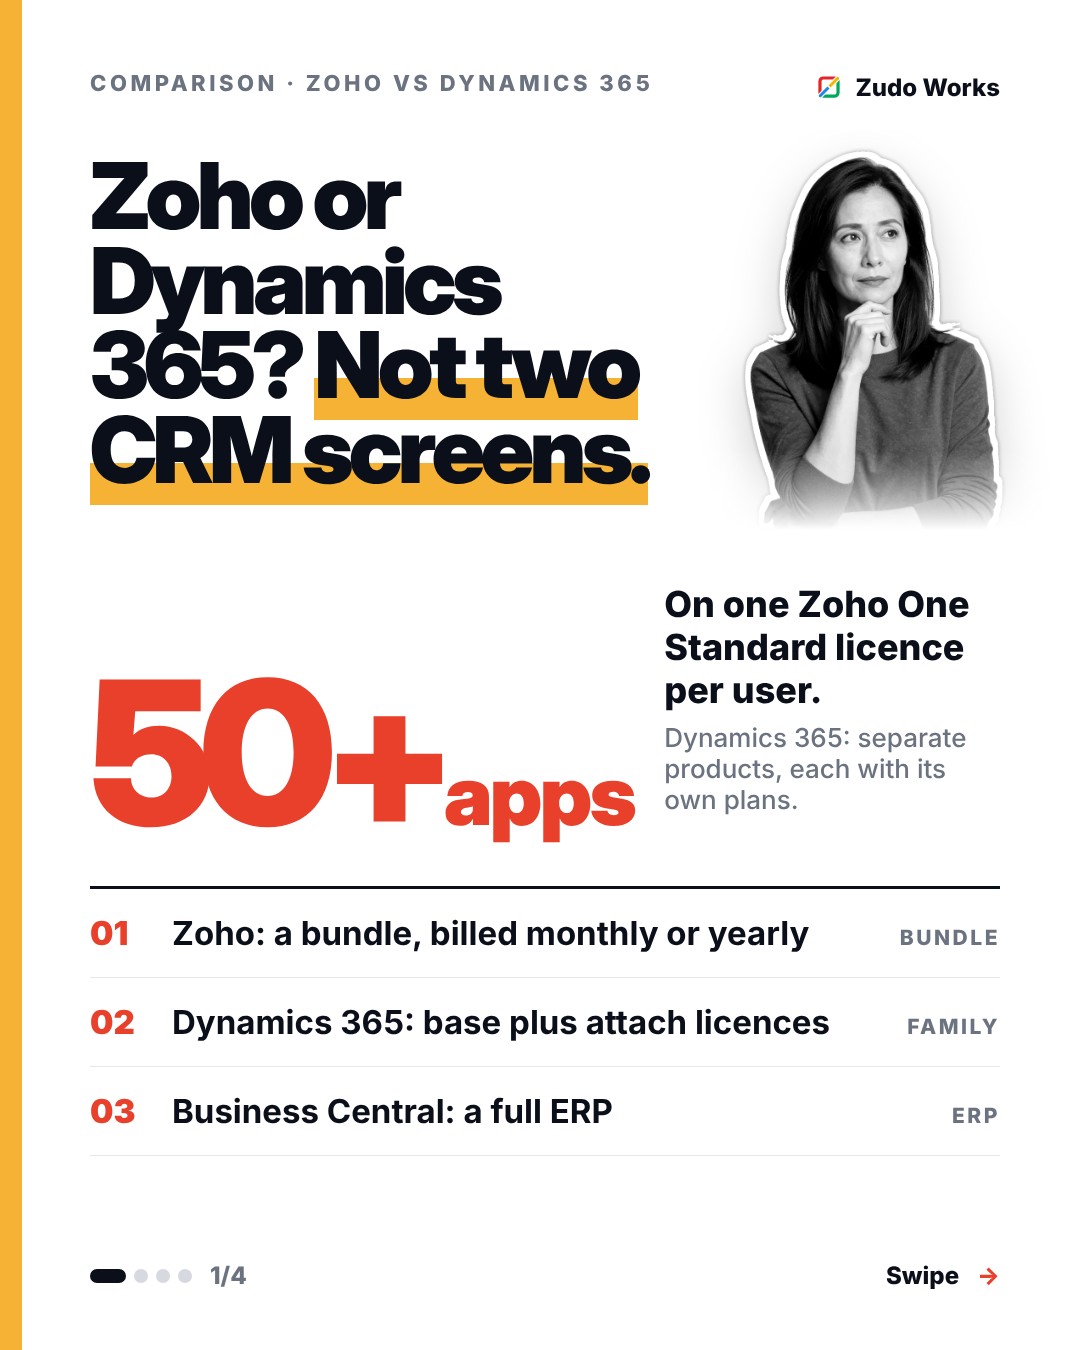 COMPARISON · ZOHO VS DYNAMICS 365
Zudo Works
Zoho or
Dynamics
365? Not two
CRM screens.
50+apps
On one Zoho One
Standard licence
per user.
Dynamics 365: separate
products, each with its
own plans.
01 Zoho: a bundle, billed monthly or yearly BUNDLE
02 Dynamics 365: base plus attach licences FAMILY
03 Business Central: a full ERP ERP
1/4
Swipe →